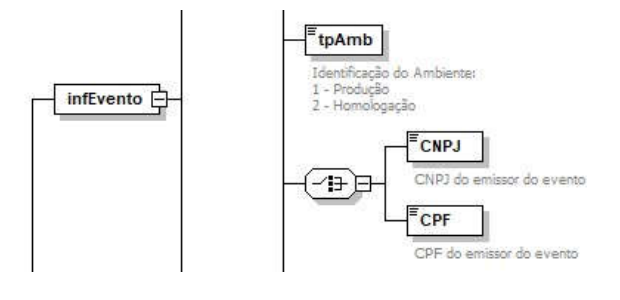 tpAmb
Identificação do Ambiente:
1 - Produção
2 - Homologação
infEvento
CNPJ
CNPJ do emissor do evento
CPF
CPF do emissor do evento